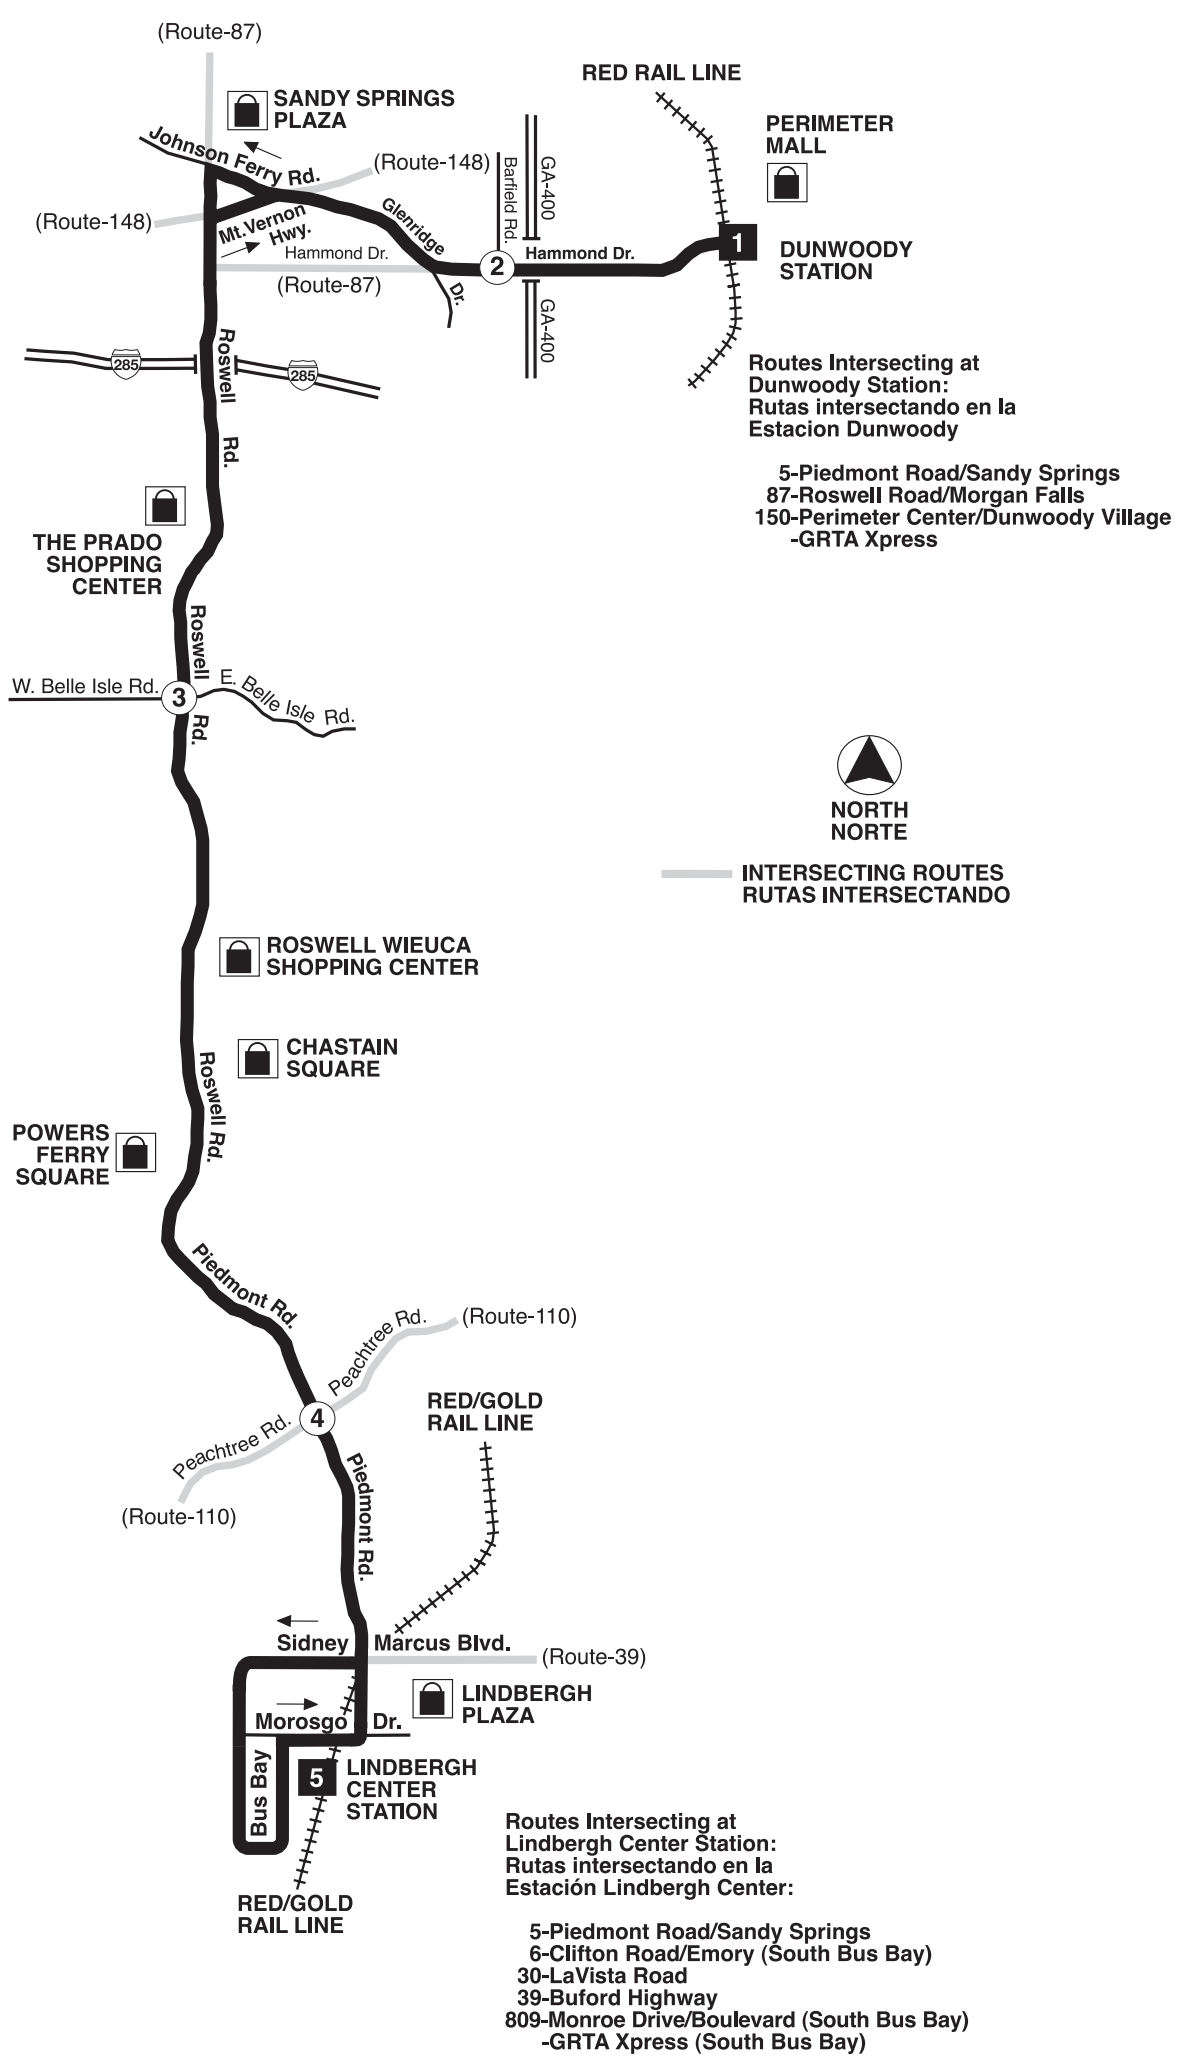 (Route-87)
RED RAIL LINE
SANDY SPRINGS
PLAZA
PERIMETER
MALL
Johnson Ferry Rd.
(Route-148)
Barfield Rd.
GA-400
(Route-148)
Mt.Vernon
Hwy.
Glenridge
Dr.
Hammond Dr.
Hammond Dr.
1
2
DUNWOODY
STATION
(Route-87)
GA-400
Roswell
Rd.
285
285
Routes Intersecting at
Dunwoody Station:
Rutas intersectando en la
Estacion Dunwoody
5-Piedmont Road/Sandy Springs
87-Roswell Road/Morgan Falls
150-Perimeter Center/Dunwoody Village
-GRTA Xpress
THE PRADO
SHOPPING
CENTER
Roswell
Rd.
W. Belle Isle Rd.
3
E. Belle Isle Rd.
NORTH
NORTE
INTERSECTING ROUTES
RUTAS INTERSECTANDO
ROSWELL WIEUCA
SHOPPING CENTER
CHASTAIN
SQUARE
Roswell Rd.
POWERS
FERRY
SQUARE
Piedmont Rd.
Peachtree Rd.
(Route-110)
4
Peachtree Rd.
(Route-110)
RED/GOLD
RAIL LINE
Piedmont Rd.
Sidney Marcus Blvd.
(Route-39)
LINDBERGH
PLAZA
Morosgo Dr.
Bus Bay
5
LINDBERGH
CENTER
STATION
RED/GOLD
RAIL LINE
Routes Intersecting at
Lindbergh Center Station:
Rutas intersectando en la
Estación Lindbergh Center:
5-Piedmont Road/Sandy Springs
6-Clifton Road/Emory (South Bus Bay)
30-LaVista Road
39-Buford Highway
809-Monroe Drive/Boulevard (South Bus Bay)
-GRTA Xpress (South Bus Bay)